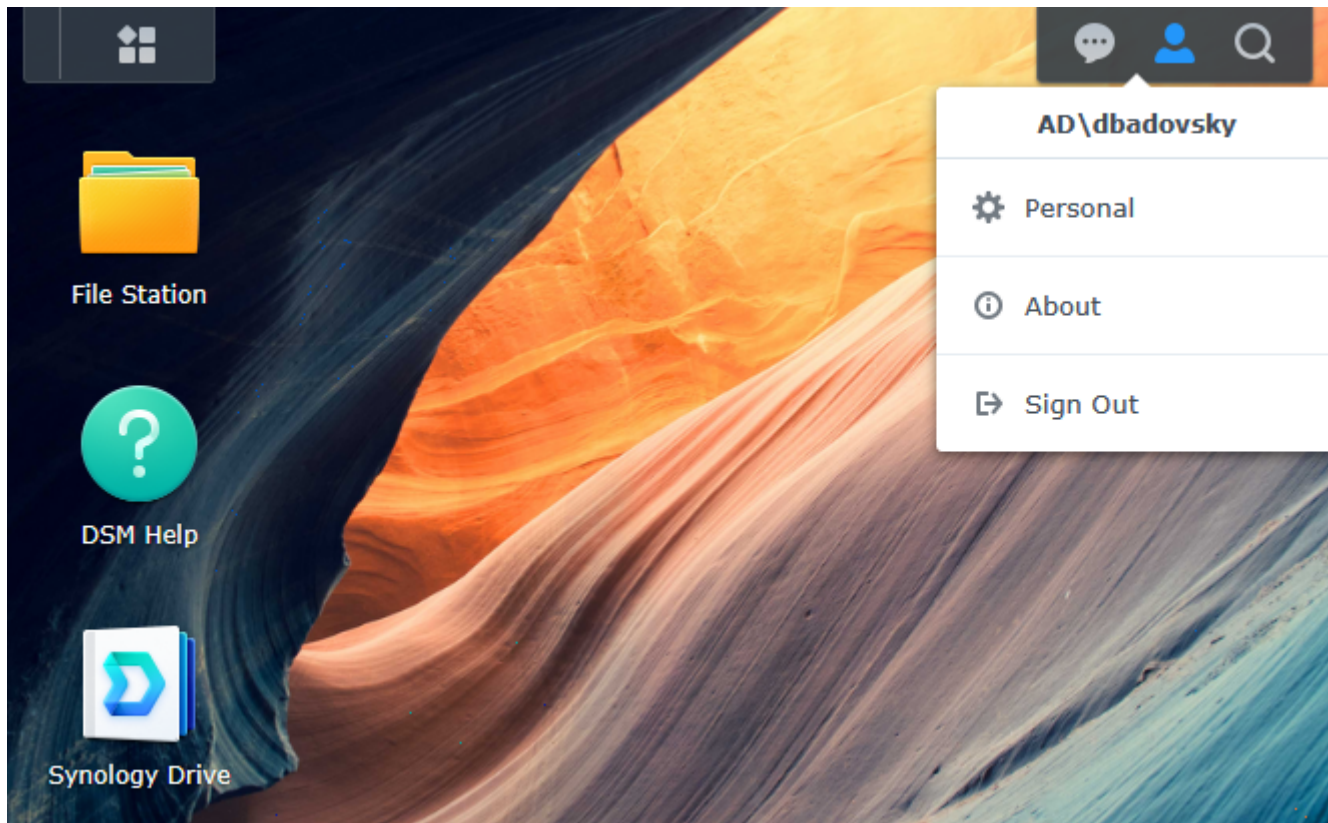 AD\dbadovsky
Personal
About
Sign Out
File Station
DSM Help
Synology Drive